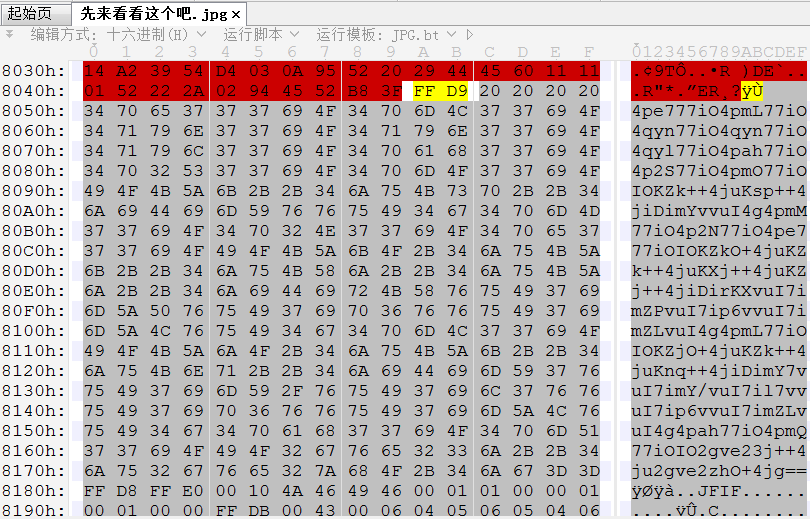 起始页 先来看看这个吧.jpg ×
编辑方式: 十六进制(H) 运行脚本 运行模板: JPG.bt
0 1 2 3 4 5 6 7 8 9 A B C D E F 0123456789ABCDEF
8030h: 14 A2 39 54 D4 03 0A 95 52 20 29 44 45 60 11 11 .¢9TÔ..•R )DE`..
8040h: 01 52 22 2A 02 94 45 52 B8 3F FF D9 20 20 20 20 .R"*.”ER¸?ÿÙ
8050h: 34 70 65 37 37 37 69 4F 34 70 6D 4C 37 37 69 4F 4pe777iO4pmL77iO
8060h: 34 71 79 6E 37 37 69 4F 34 71 79 6E 37 37 69 4F 4qyn77iO4qyn77iO
8070h: 34 71 79 6C 37 37 69 4F 34 70 61 68 37 37 69 4F 4qyl77iO4pah77iO
8080h: 34 70 32 53 37 37 69 4F 34 70 6D 4F 37 37 69 4F 4p2S77iO4pmO77iO
8090h: 49 4F 4B 5A 6B 2B 2B 34 6A 75 4B 73 70 2B 2B 34 IOKZk++4juKsp++4
80A0h: 6A 69 44 69 6D 59 76 76 75 49 34 67 34 70 6D 4D jiDimYvvuI4g4pmM
80B0h: 37 37 69 4F 34 70 32 4E 37 37 69 4F 34 70 65 37 77iO4p2N77iO4pe7
80C0h: 37 37 69 4F 49 4F 4B 5A 6B 4F 2B 34 6A 75 4B 5A 77iOIOKZkO+4juKZ
80D0h: 6B 2B 2B 34 6A 75 4B 58 6A 2B 2B 34 6A 75 4B 5A k++4juKXj++4juKZ
80E0h: 6A 2B 2B 34 6A 69 44 69 72 4B 58 76 75 49 37 69 j++4jiDirKXvuI7i
80F0h: 6D 5A 50 76 75 49 37 69 70 36 76 76 75 49 37 69 mZPvuI7ip6vvuI7i
8100h: 6D 5A 4C 76 75 49 34 67 34 70 6D 4C 37 37 69 4F mZLvuI4g4pmL77iO
8110h: 49 4F 4B 5A 6A 4F 2B 34 6A 75 4B 5A 6B 2B 2B 34 IOKZjO+4juKZk++4
8120h: 6A 75 4B 6E 71 2B 2B 34 6A 69 44 69 6D 59 37 76 juKnq++4jiDimY7v
8130h: 75 49 37 69 6D 59 2F 76 75 49 37 69 6C 37 76 76 uI7imY/vuI7il7vv
8140h: 75 49 37 69 70 36 76 76 75 49 37 69 6D 5A 4C 76 uI7ip6vvuI7imZLv
8150h: 75 49 34 67 34 70 61 68 37 37 69 4F 34 70 6D 51 uI4g4pah77iO4pmQ
8160h: 37 37 69 4F 49 4F 32 67 76 65 32 33 6A 2B 2B 34 77iOIO2gve23j++4
8170h: 6A 75 32 67 76 65 32 7A 68 4F 2B 34 6A 67 3D 3D ju2gve2zhO+4jg==
8180h: FF D8 FF E0 00 10 4A 46 49 46 00 01 01 00 00 01 ÿØÿà..JFIF......
8190h: 00 01 00 00 FF DB 00 43 00 06 04 05 06 05 04 06 ....ÿÛ.C........